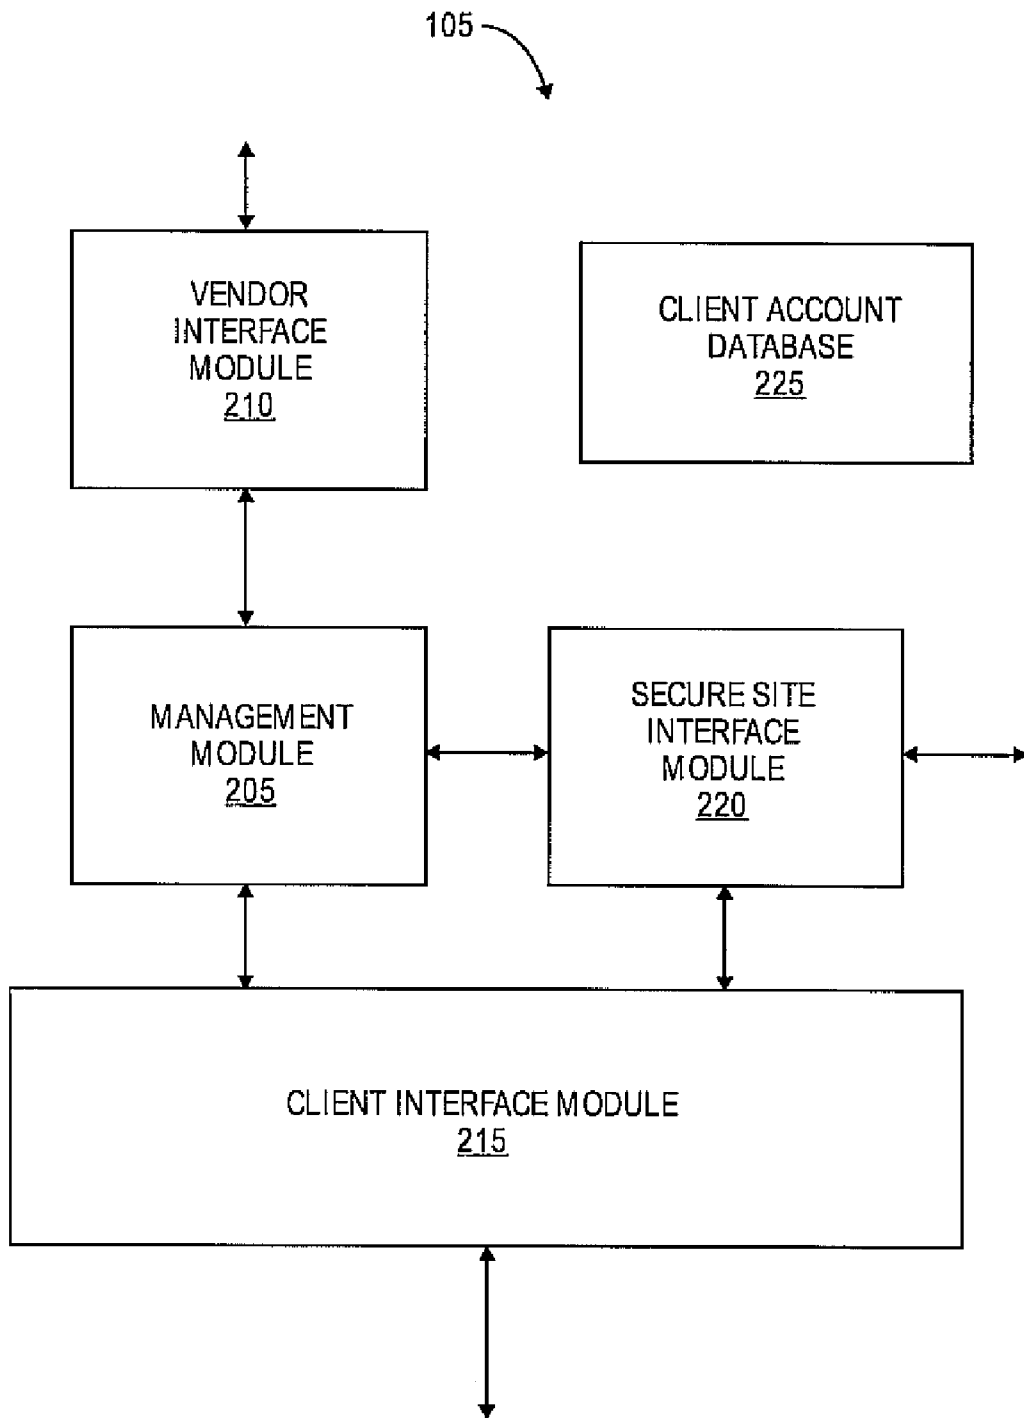 105
VENDOR
INTERFACE
MODULE
210
CLIENT ACCOUNT
DATABASE
225
MANAGEMENT
MODULE
205
SECURE SITE
INTERFACE
MODULE
220
CLIENT INTERFACE MODULE
215